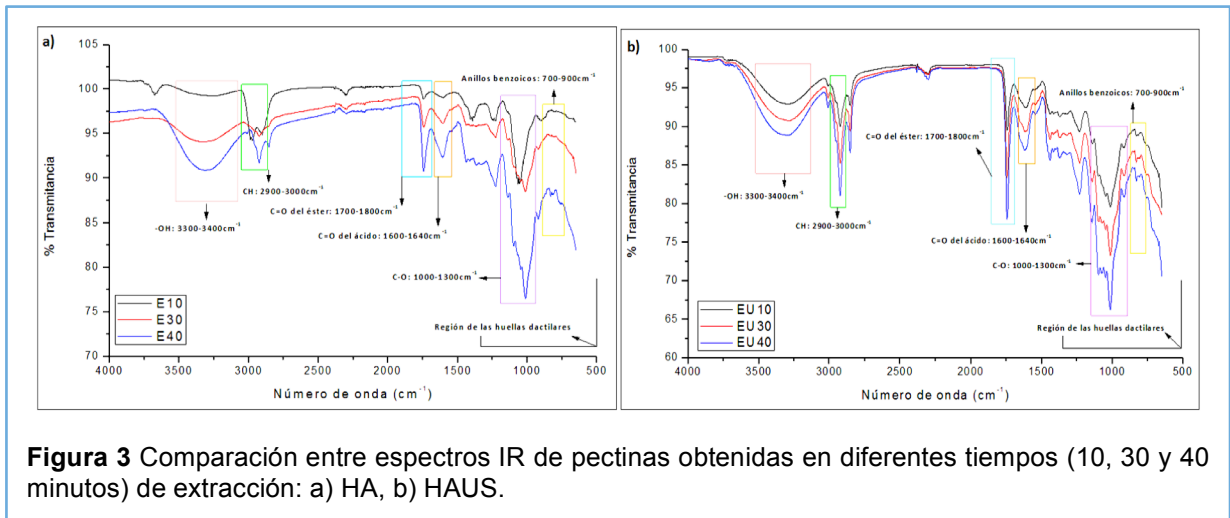 a)
105
100
95
90
85
80
75
70
% Transmitancia
4000 3500 3000 2500 2000 1500 1000 500
Número de onda (cm⁻¹)
Anillos benzoicos: 700-900cm⁻¹
CH: 2900-3000cm⁻¹
C=O del éster: 1700-1800cm⁻¹
-OH: 3300-3400cm⁻¹
C=O del ácido: 1600-1640cm⁻¹
C-O: 1000-1300cm⁻¹
E10
E30
E40
Región de las huellas dactilares
b)
100
95
90
85
80
75
70
65
60
% Transmitancia
4000 3500 3000 2500 2000 1500 1000 500
Número de onda (cm⁻¹)
Anillos benzoicos: 700-900cm⁻¹
C=O del éster: 1700-1800cm⁻¹
-OH: 3300-3400cm⁻¹
CH: 2900-3000cm⁻¹
C=O del ácido: 1600-1640cm⁻¹
C-O: 1000-1300cm⁻¹
EU10
EU30
EU40
Región de las huellas dactilares
Figura 3 Comparación entre espectros IR de pectinas obtenidas en diferentes tiempos (10, 30 y 40
minutos) de extracción: a) HA, b) HAUS.